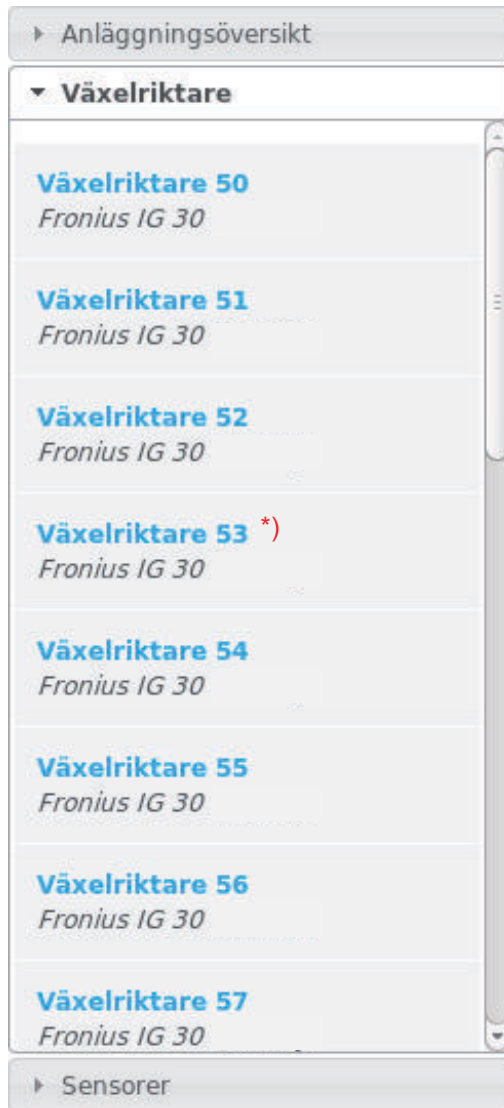 Anläggningsöversikt
Växelriktare
Växelriktare 50
Fronius IG 30
Växelriktare 51
Fronius IG 30
Växelriktare 52
Fronius IG 30
Växelriktare 53 *)
Fronius IG 30
Växelriktare 54
Fronius IG 30
Växelriktare 55
Fronius IG 30
Växelriktare 56
Fronius IG 30
Växelriktare 57
Fronius IG 30
Sensorer